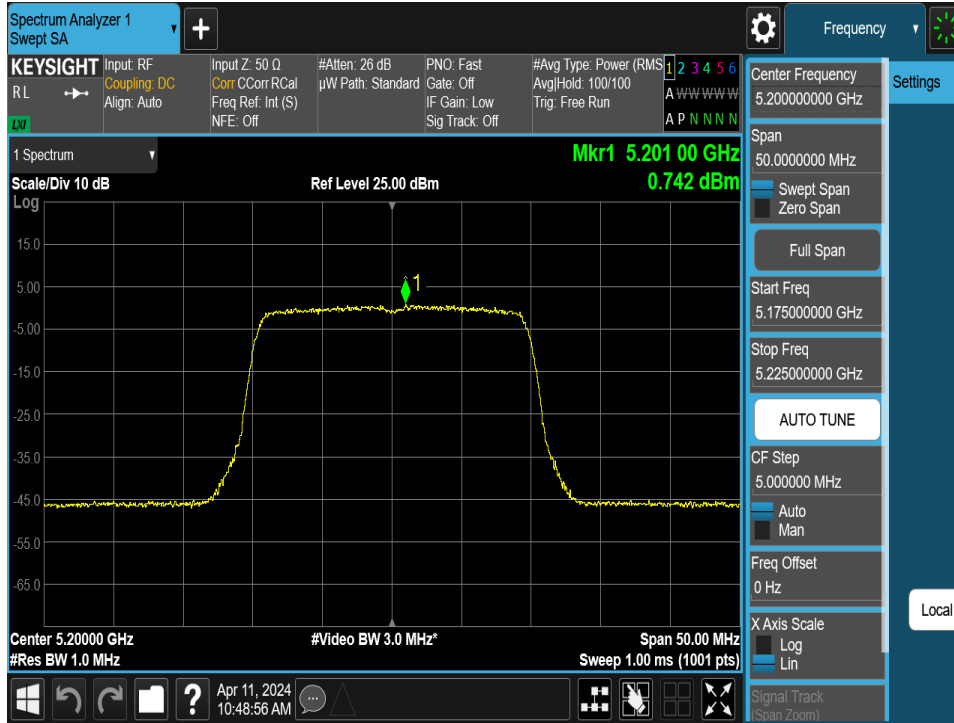 Spectrum Analyzer 1
Swept SA
+
Frequency
KEYSIGHT
RL
LXI
Input: RF
Coupling: DC
Align: Auto
Input Z: 50 Ω
Corr CCorr RCal
Freq Ref: Int (S)
NFE: Off
#Atten: 26 dB
µW Path: Standard
PNO: Fast
Gate: Off
IF Gain: Low
Sig Track: Off
#Avg Type: Power (RMS
Avg|Hold: 100/100
Trig: Free Run
1 2 3 4 5 6
A W W W W W
A P N N N N
1 Spectrum
Mkr1 5.201 00 GHz
Scale/Div 10 dB
Ref Level 25.00 dBm
0.742 dBm
Log
15.0
5.00
-5.00
-15.0
-25.0
-35.0
-45.0
-55.0
-65.0
1
Center 5.20000 GHz
#Video BW 3.0 MHz*
Span 50.00 MHz
#Res BW 1.0 MHz
Sweep 1.00 ms (1001 pts)
Center Frequency
5.200000000 GHz
Settings
Span
50.0000000 MHz
Swept Span
Zero Span
Full Span
Start Freq
5.175000000 GHz
Stop Freq
5.225000000 GHz
AUTO TUNE
CF Step
5.000000 MHz
Auto
Man
Freq Offset
0 Hz
Local
X Axis Scale
Log
Lin
Signal Track
(Span Zoom)
?
Apr 11, 2024
10:48:56 AM